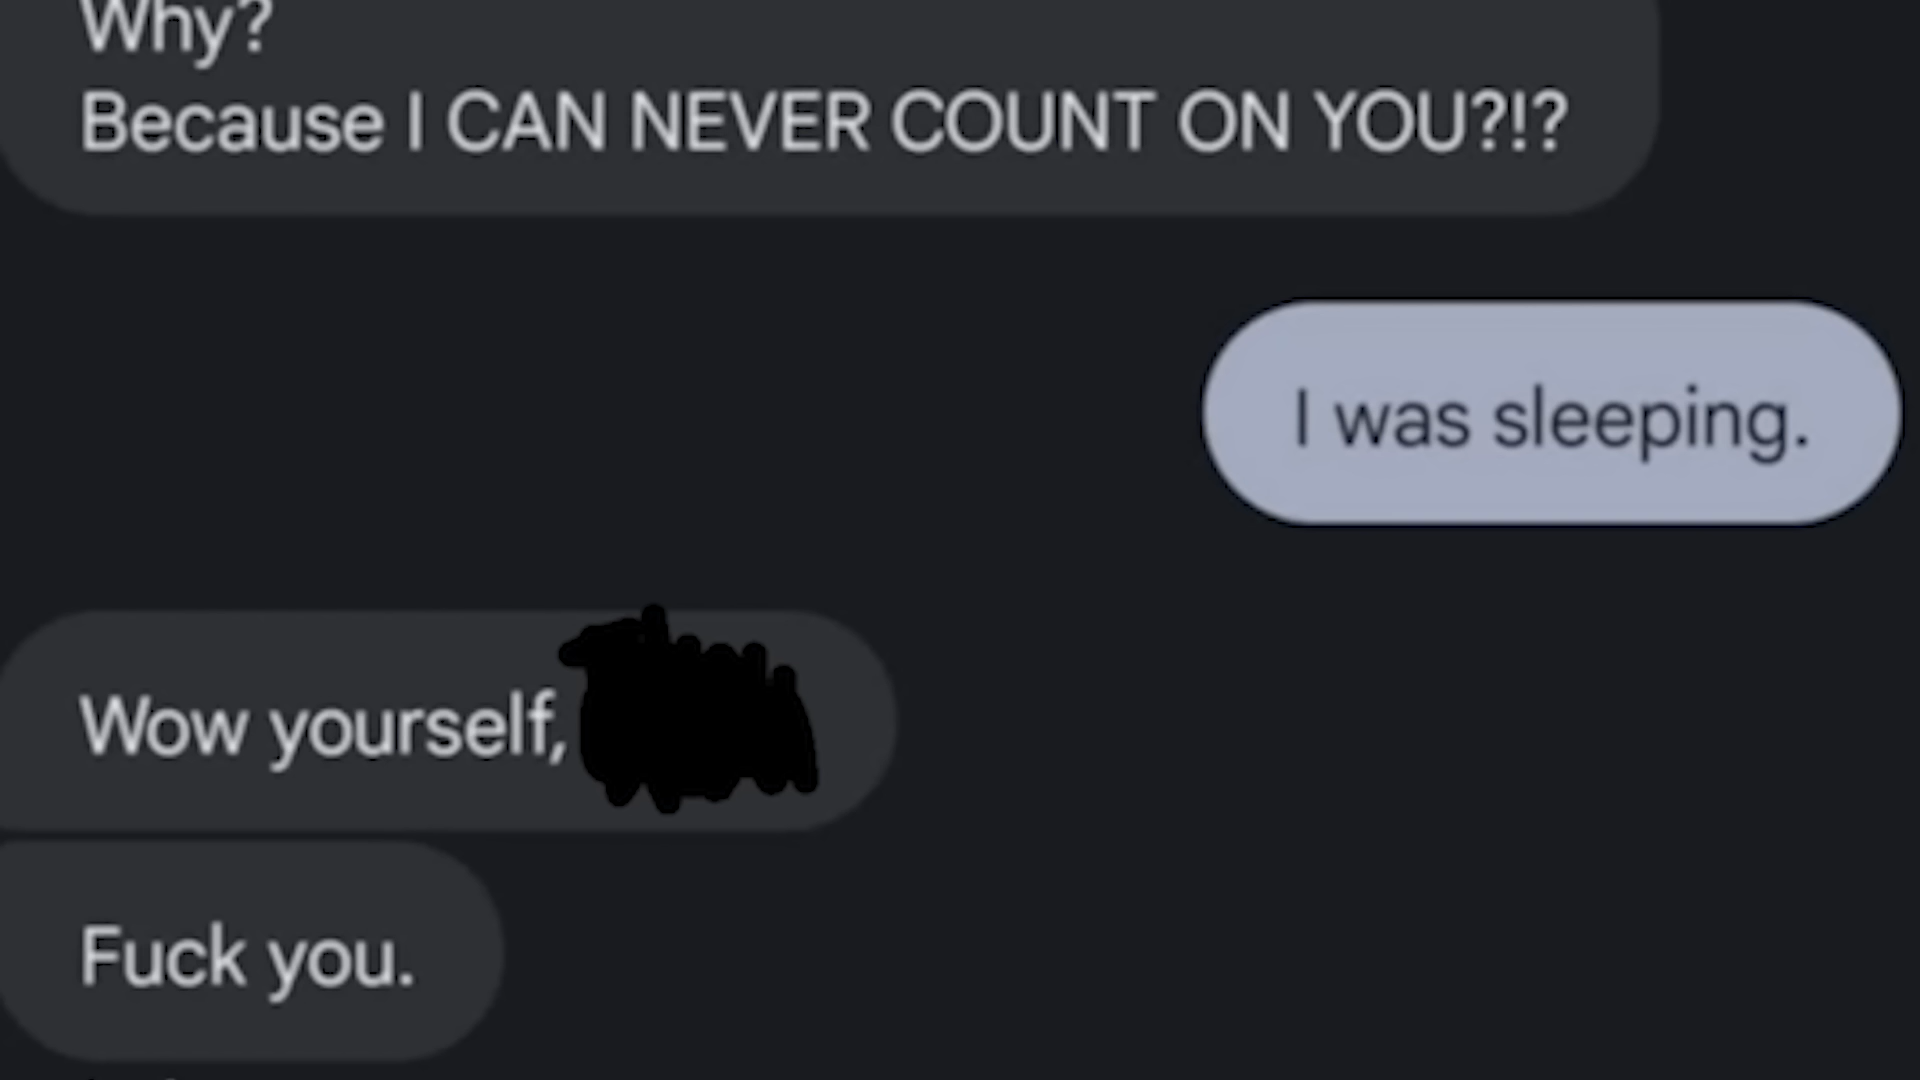 Why?
Because I CAN NEVER COUNT ON YOU?!?
I was sleeping.
Wow yourself,
Fuck you.